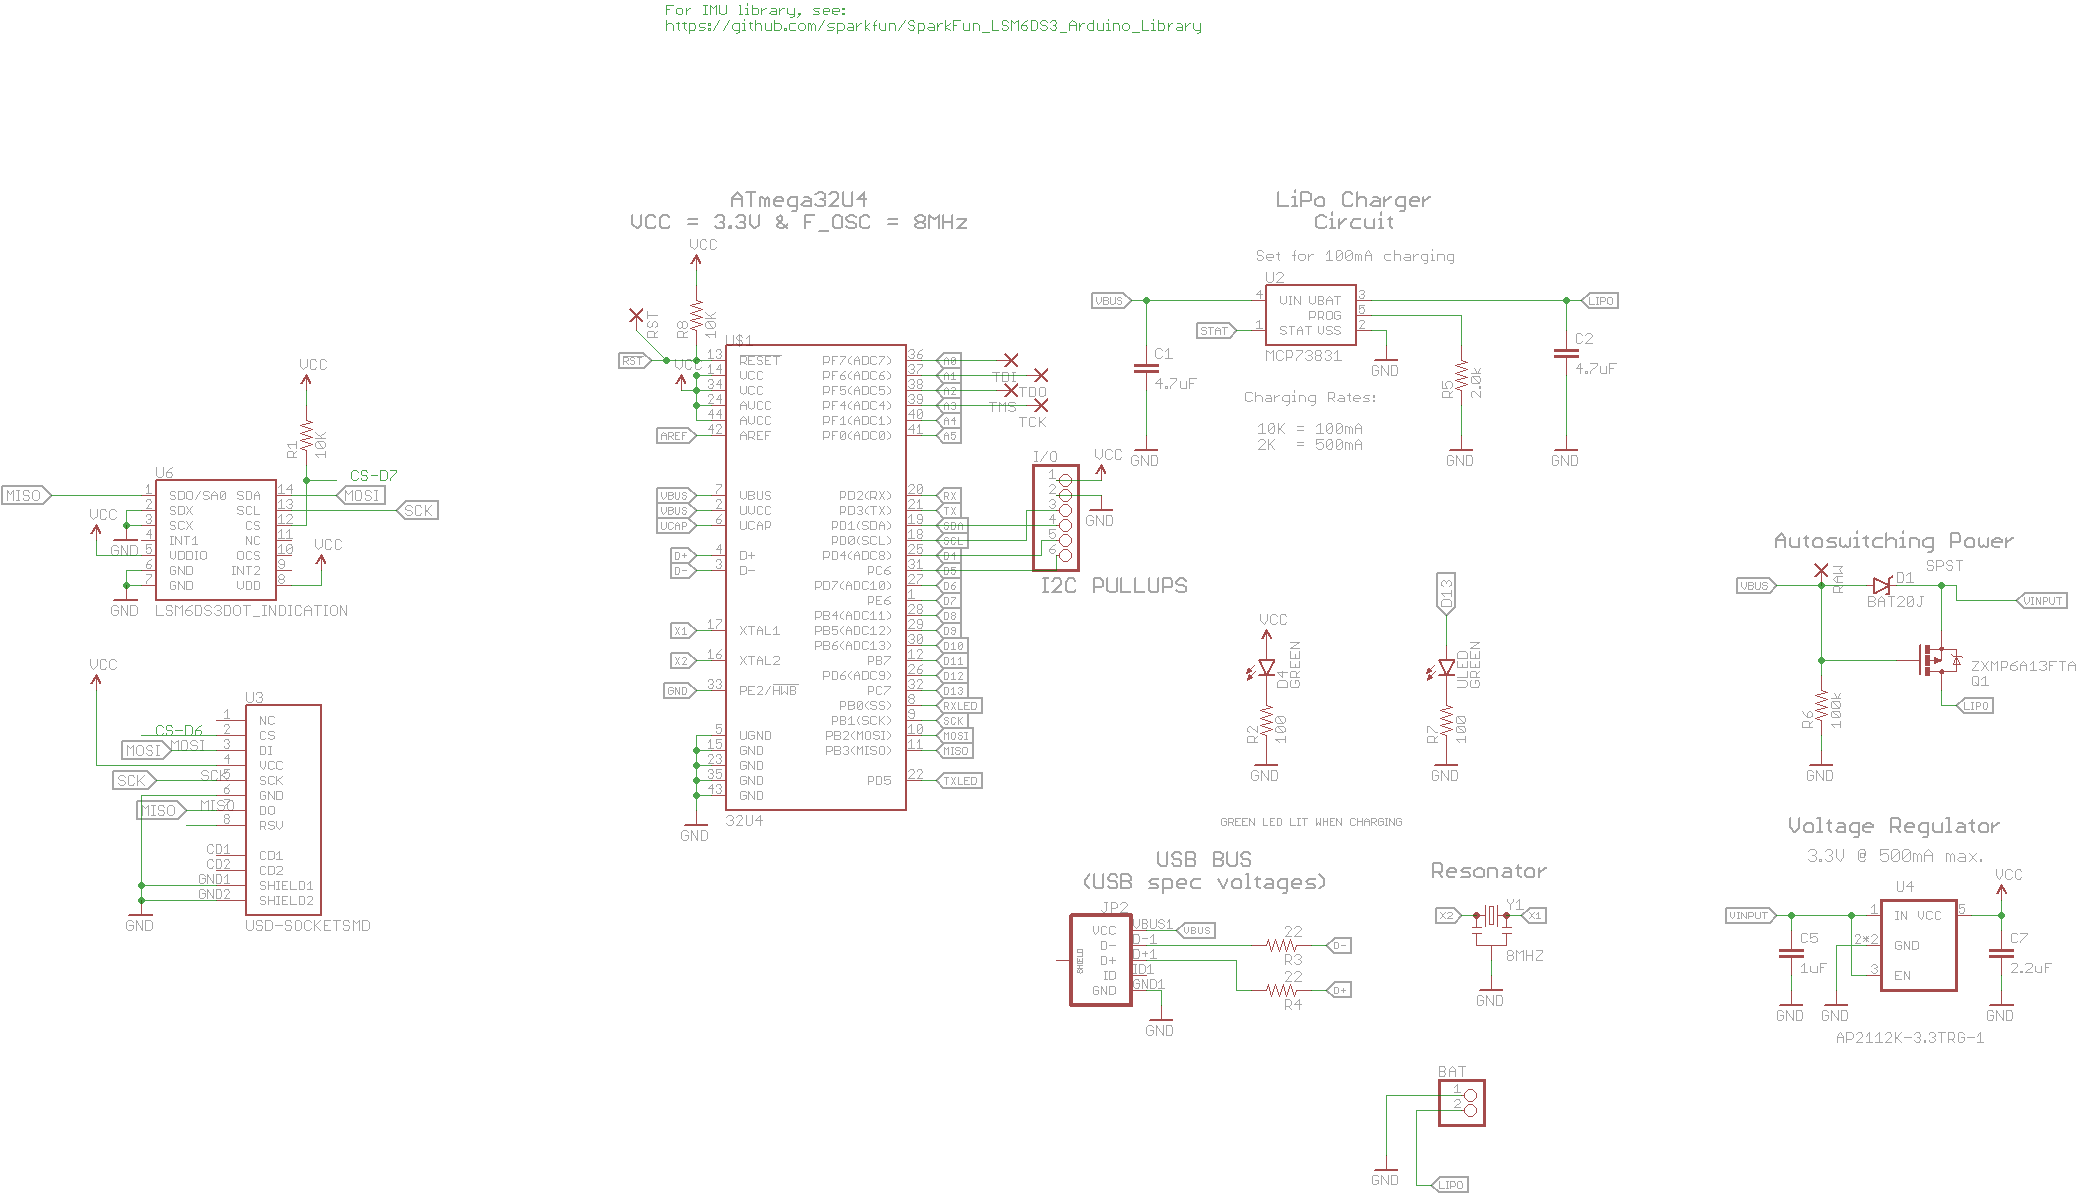 For IMU library, see:
https://github.com/sparkfun/SparkFun_LSM6DS3_Arduino_Library
ATmega32U4
VCC = 3.3V & F_OSC = 8MHz
VCC
R8
10K
RST
RST
VCC
U$1
13 RESET
14 VCC
34 VCC
24 AVCC
44 AVCC
AREF 42 AREF
VBUS 7 VBUS
VBUS 2 UVCC
UCAP 6 UCAP
D+ 4 D+
D- 3 D-
X1 17 XTAL1
X2 16 XTAL2
GND 33 PE2/HWB
5 UGND
15 GND
23 GND
35 GND
43 GND
GND
32U4
PF7(ADC7) 36 A0
PF6(ADC6) 37 A1
PF5(ADC5) 38 A2
PF4(ADC4) 39 A3
PF1(ADC1) 40 A4
PF0(ADC0) 41 A5
TDI
TDO
TMS
TCK
PD2(RX) 20 RX
PD3(TX) 21 TX
PD1(SDA) 19 SDA
PD0(SCL) 18 SCL
PD4(ADC8) 25 D4
PC6 31 D5
PD7(ADC10) 27 D6
PE6 1 D7
PB4(ADC11) 28 D8
PB5(ADC12) 29 D9
PB6(ADC13) 30 D10
PB7 12 D11
PD6(ADC9) 26 D12
PC7 32 D13
PB0(SS) 8 RXLED
PB1(SCK) 9 SCK
PB2(MOSI) 10 MOSI
PB3(MISO) 11 MISO
PD5 22 TXLED
I/O
1
2
3
4
5
6
VCC
GND
I2C PULLUPS
LiPo Charger
Circuit
Set for 100mA charging
U2
VBUS 4 VIN VBAT 3 LIPO
PROG 5
STAT 1 STAT VSS 2
MCP73831
C1
4.7uF
GND
GND
R5
2.0k
GND
C2
4.7uF
GND
Charging Rates:
10K = 100mA
2K = 500mA
VCC
R1
10K
CS-D7
U6
MISO 1 SDO/SA0 SDA 14 MOSI
2 SDX SCL 13 SCK
3 SCX CS 12
4 INT1 NC 11
5 VDDIO OCS 10
6 GND INT2 9
7 GND VDD 8
VCC
GND
VCC
GND
LSM6DS3DOT_INDICATION
VCC
U3
1 NC
CS-D6 2 CS
MOSI MOSI 3 DI
4 VCC
SCK SCK 5 SCK
6 GND
MISO MISO 7 DO
8 RSV
CD1 CD1
CD2 CD2
GND1 SHIELD1
GND2 SHIELD2
GND
USD-SOCKETSMD
VCC
D4
GREEN
R2
100
GND
D13
ULED
GREEN
R7
100
GND
GREEN LED LIT WHEN CHARGING
Autoswitching Power
SPST
VBUS
RAW
D1
BAT20J
VINPUT
ZXMP6A13FTA
Q1
LIPO
R6
100k
GND
Voltage Regulator
3.3V @ 500mA max.
U4
VCC
VINPUT 1 IN VCC 5
2*2 GND
3 EN
C5
1uF
C7
2.2uF
GND
GND
GND
AP2112K-3.3TRG-1
USB BUS
(USB spec voltages)
JP2
SHIELD
VCC VBUS1 VBUS
D- D-1
D+ D+1
ID ID1
GND GND1
22
R3
D-
22
R4
D+
GND
Resonator
X2
Y1
X1
8MHZ
GND
BAT
1
2
GND
LIPO